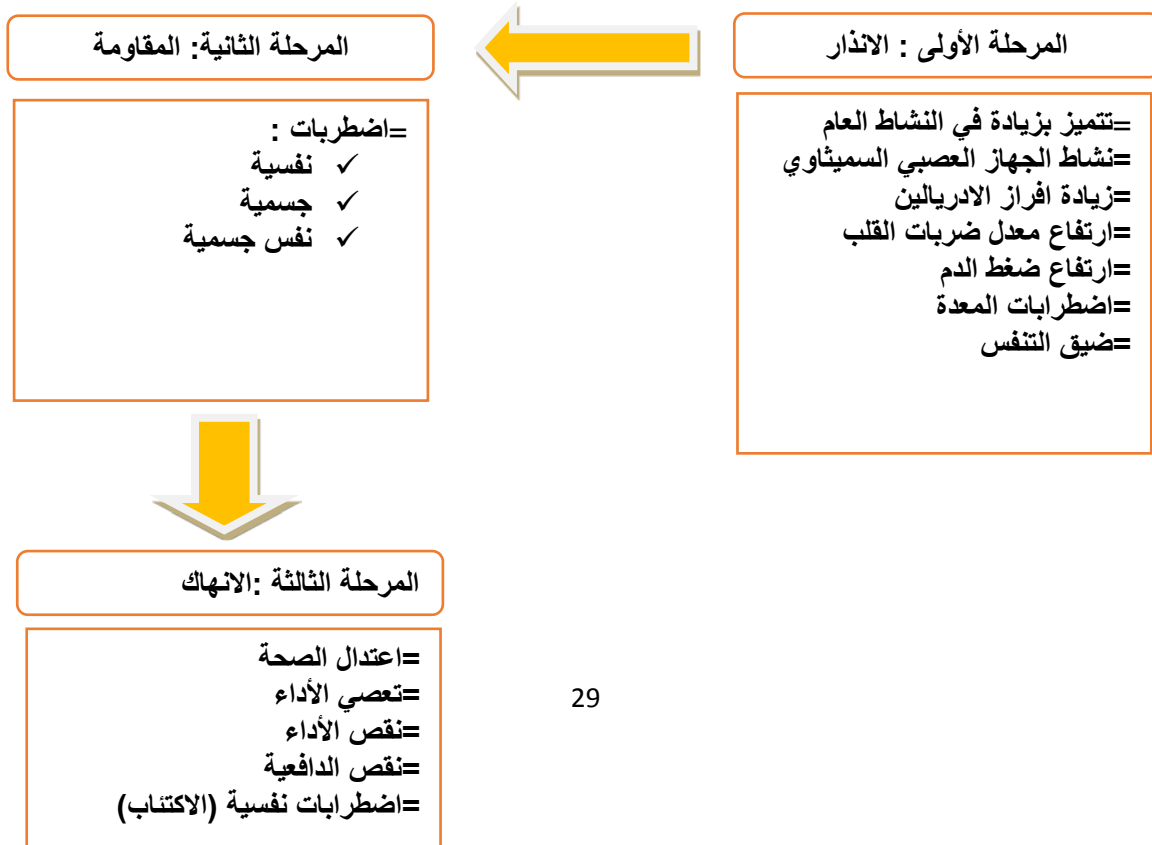 المرحلة الأولى : الانذار
=تتميز بزيادة في النشاط العام
=نشاط الجهاز العصبي السميثاوي
=زيادة افراز الادريالين
=ارتفاع معدل ضربات القلب
=ارتفاع ضغط الدم
=اضطرابات المعدة
=ضيق التنفس
المرحلة الثانية: المقاومة
=اضطربات :
✓ نفسية
✓ جسمية
✓ نفس جسمية
المرحلة الثالثة :الانهاك
=اعتدال الصحة
=تعصي الأداء
=نقص الأداء
=نقص الدافعية
=اضطرابات نفسية (الاكتئاب)
29